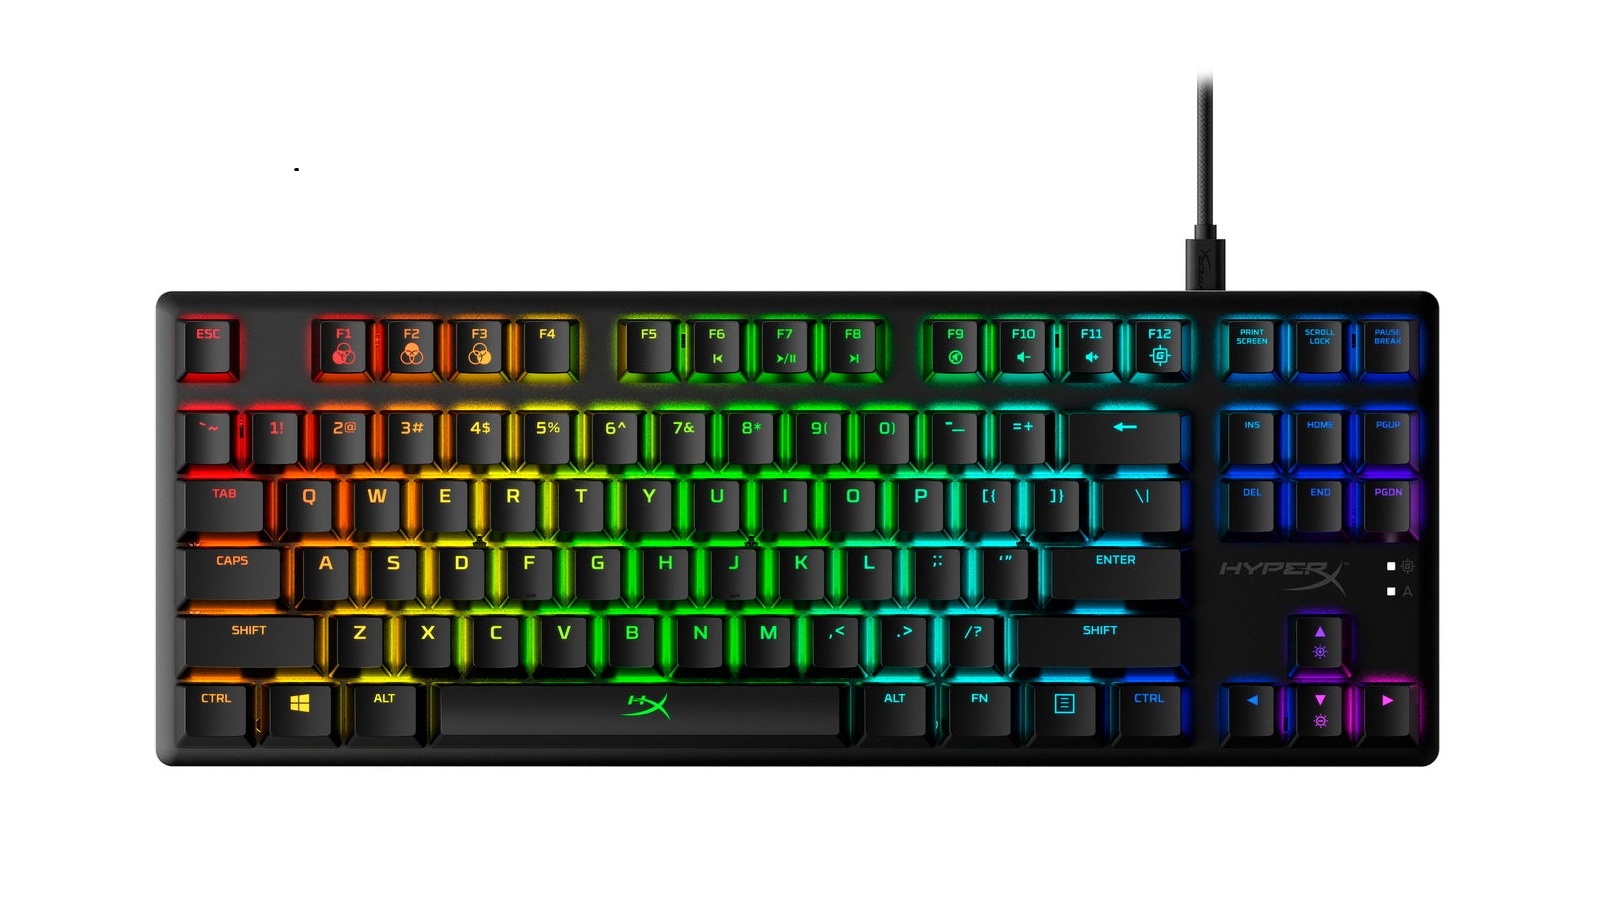 ESC F1 F2 F3 F4 F5 F6 F7 F8 F9 F10 F11 F12 PRINT SCREEN SCROLL LOCK PAUSE BREAK
`~ 1! 2@ 3# 4$ 5% 6^ 7& 8* 9( 0) -_ =+ INS HOME PGUP
TAB Q W E R T Y U I O P [{ ]} \| DEL END PGDN
CAPS A S D F G H J K L ;: '" ENTER HYPERX A
SHIFT Z X C V B N M ,< .> /? SHIFT
CTRL ALT HX ALT FN CTRL